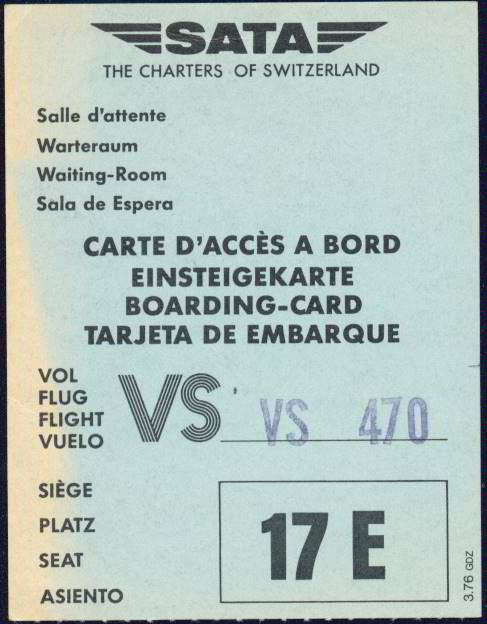 SATA
THE CHARTERS OF SWITZERLAND
Salle d'attente
Warteraum
Waiting-Room
Sala de Espera
CARTE D'ACCÈS A BORD
EINSTEIGEKARTE
BOARDING-CARD
TARJETA DE EMBARQUE
VOL
FLUG
FLIGHT
VUELO
VS VS 470
SIÈGE
PLATZ
SEAT
ASIENTO
17 E
3.76 GDZ